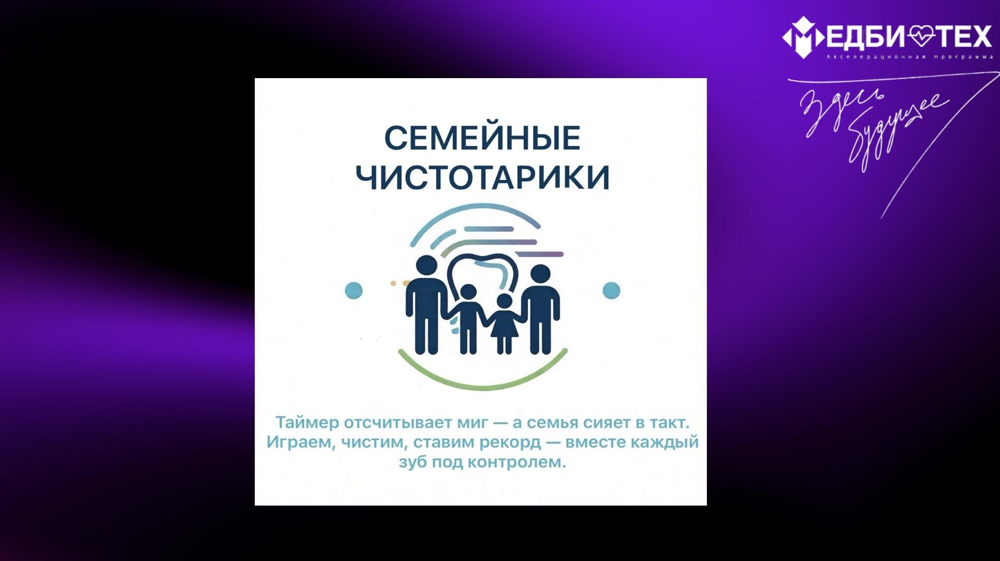 МЕДБИОТЕХ
Акселерационная программа
Здесь
будущее
СЕМЕЙНЫЕ
ЧИСТОТАРИКИ
Таймер отсчитывает миг — а семья сияет в такт.
Играем, чистим, ставим рекорд — вместе каждый
зуб под контролем.